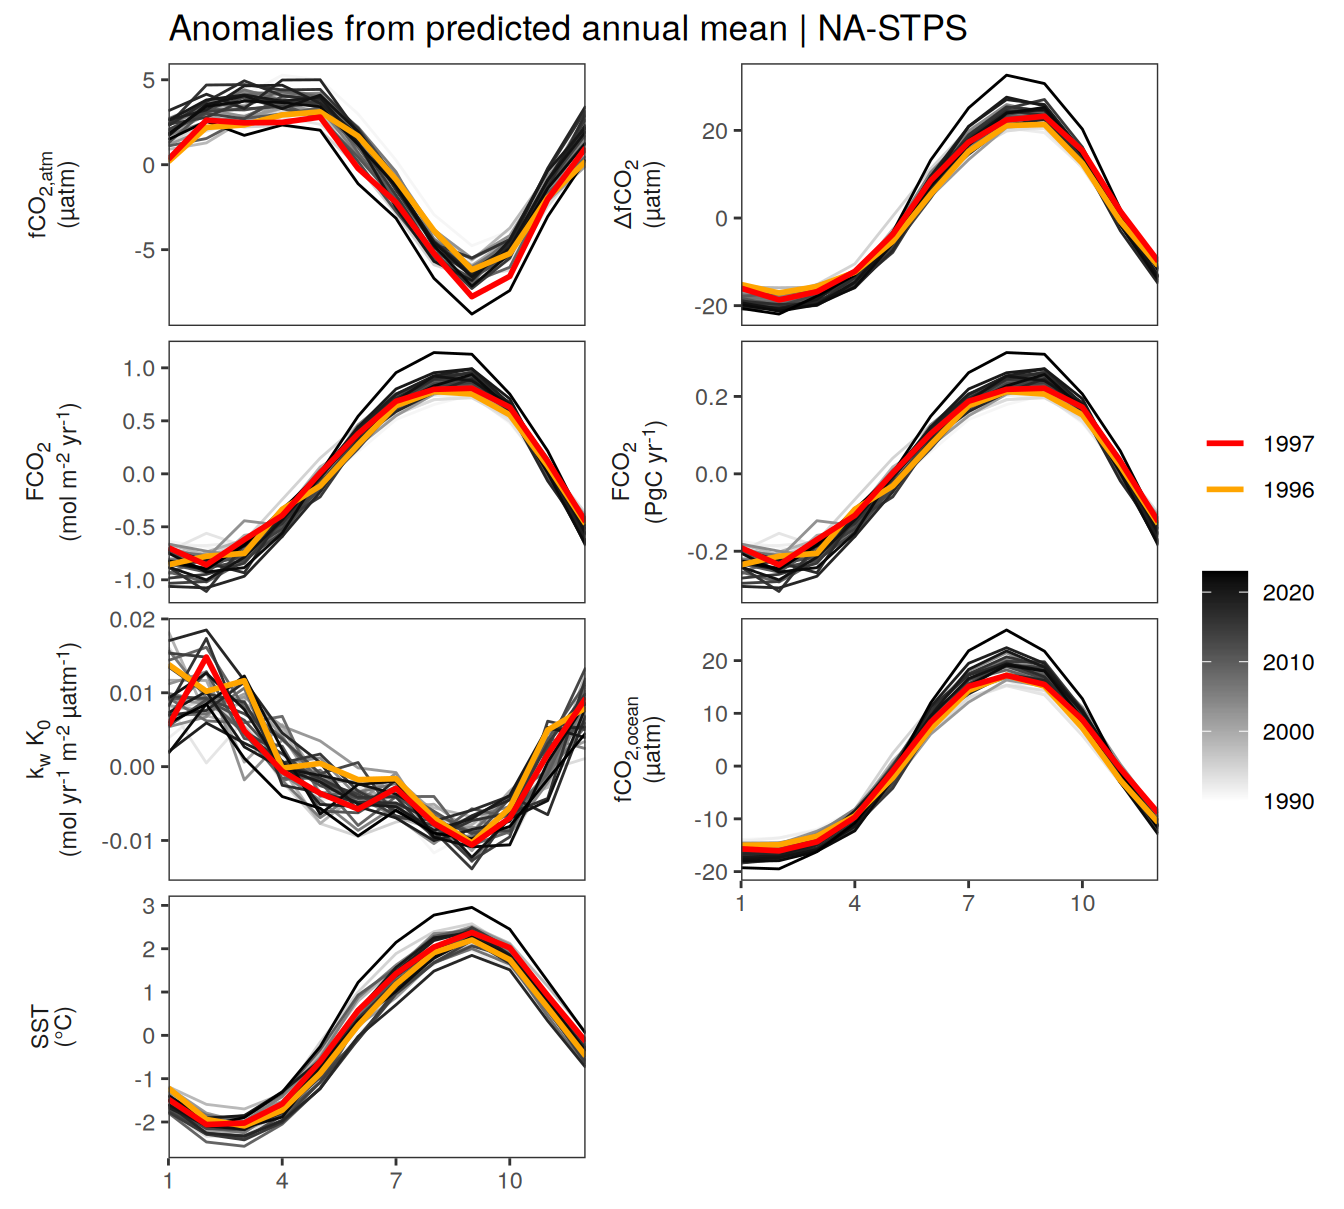 Anomalies from predicted annual mean | NA-STPS
fCO2,atm
(µatm)
5
0
-5
ΔfCO2
(µatm)
20
0
-20
FCO2
(mol m-2 yr-1)
1.0
0.5
0.0
-0.5
-1.0
FCO2
(PgC yr-1)
0.2
0.0
-0.2
kw K0
(mol yr-1 m-2 µatm-1)
0.02
0.01
0.00
-0.01
fCO2,ocean
(µatm)
20
10
0
-10
-20
1 4 7 10
SST
(°C)
3
2
1
0
-1
-2
1 4 7 10
1997
1996
2020
2010
2000
1990